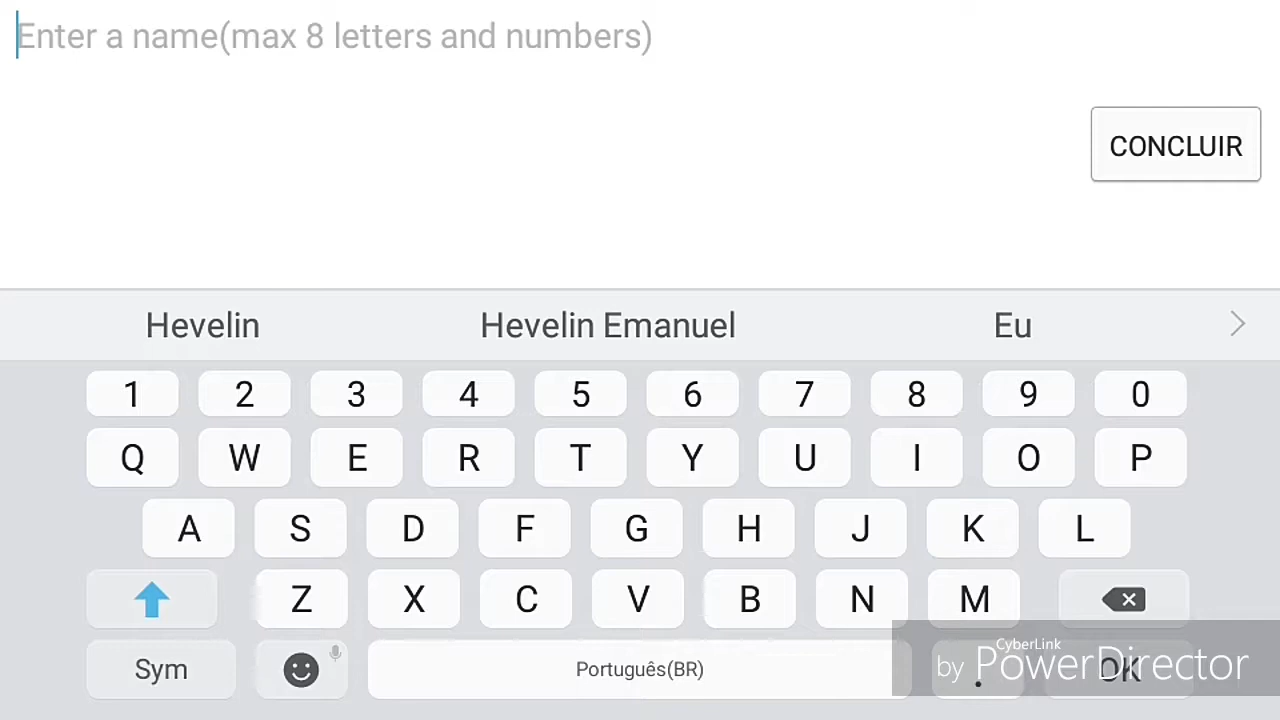 Enter a name(max 8 letters and numbers)
CONCLUIR
Hevelin Hevelin Emanuel Eu
1 2 3 4 5 6 7 8 9 0
Q W E R T Y U I O P
A S D F G H J K L
Z X C V B N M
Sym Português(BR) . OK
CyberLink
by PowerDirector